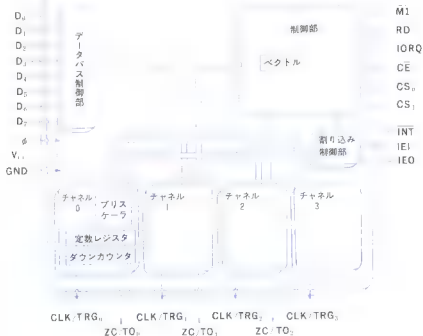 D₀
D₁
D₂
D₃
D₄
D₅
D₆
D₇
φ
GND
データバス制御部
制御部
ベクトル
割り込み
制御部
M1
RD
IORQ
CE
CS₀
CS₁
INT
IEI
IEO
チャネル
0
プリス
ケーラ
定数レジスタ
ダウンカウンタ
チャネル
1
チャネル
2
チャネル
3
CLK/TRG₀
CLK/TRG₁
CLK/TRG₂
CLK/TRG₃
ZC/TO₀
ZC/TO₁
ZC/TO₂